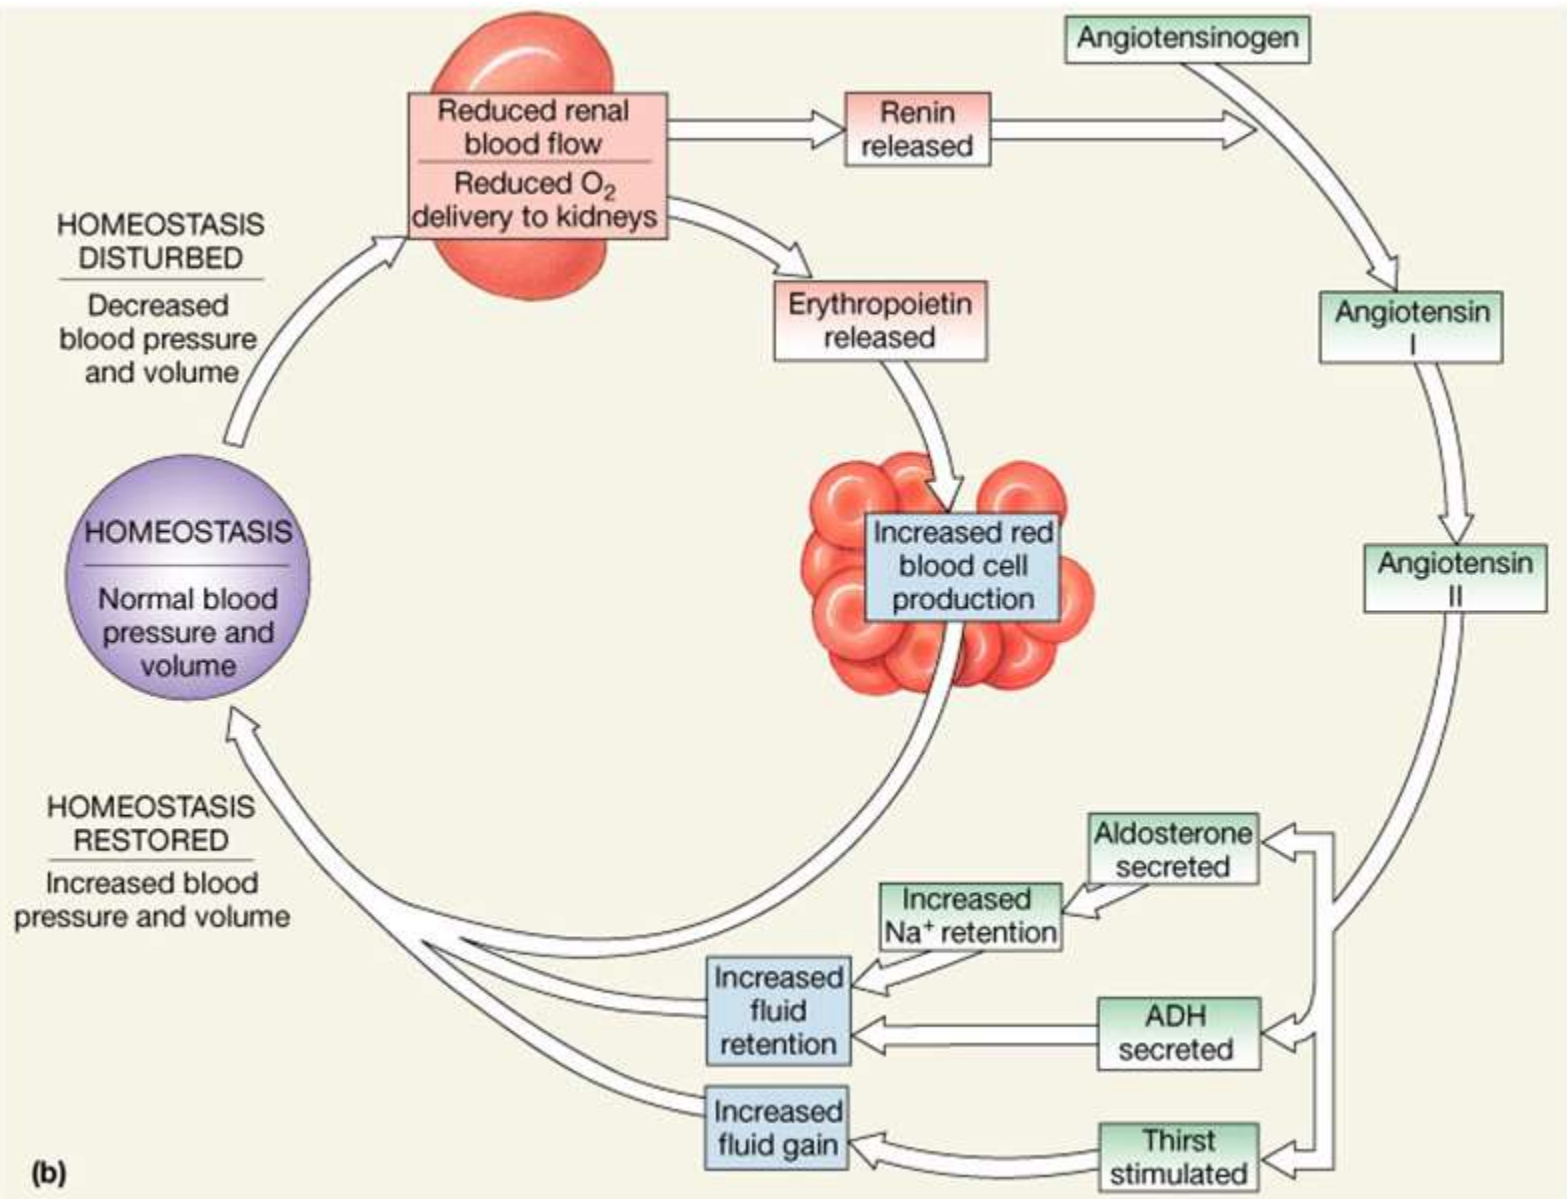 Angiotensinogen
Reduced renal
blood flow
Reduced O₂
delivery to kidneys
Renin
released
HOMEOSTASIS
DISTURBED
Decreased
blood pressure
and volume
Erythropoietin
released
Angiotensin
I
HOMEOSTASIS
Normal blood
pressure and
volume
Increased red
blood cell
production
Angiotensin
II
HOMEOSTASIS
RESTORED
Increased blood
pressure and volume
Aldosterone
secreted
Increased
Na⁺ retention
Increased
fluid
retention
ADH
secreted
Increased
fluid gain
Thirst
stimulated
(b)